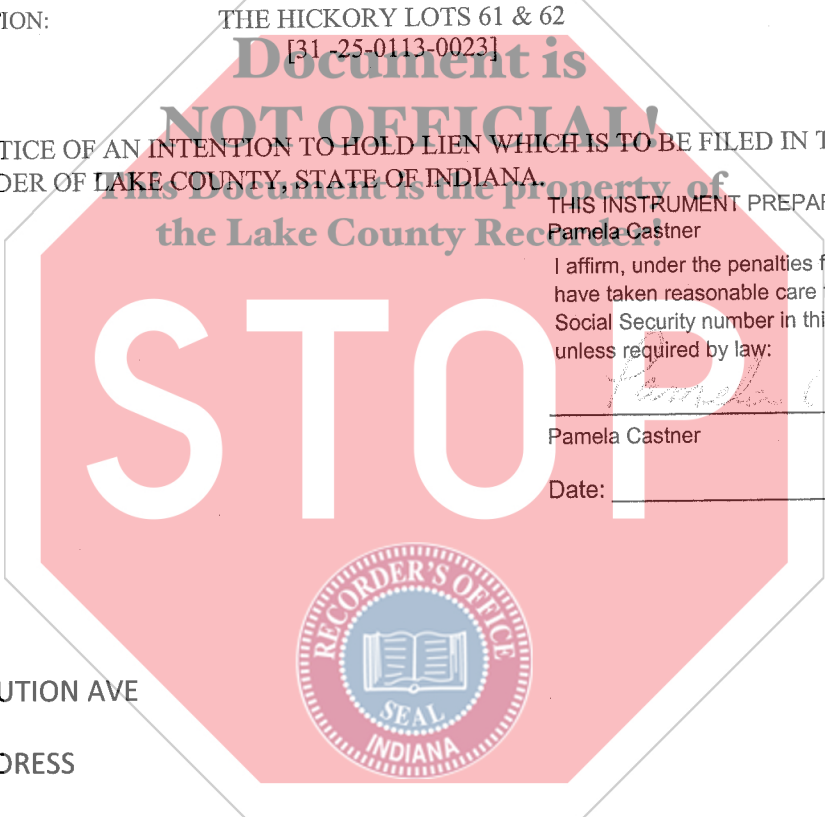 ION: THE HICKORY LOTS 61 & 62
Document is
[31 -25-0113-0023]
NOT OFFICIAL!
TICE OF AN INTENTION TO HOLD LIEN WHICH IS TO BE FILED IN T
DER OF LAKE COUNTY, STATE OF INDIANA.
This Document is the property of
the Lake County Recorder!
THIS INSTRUMENT PREPAR
Pamela Castner
I affirm, under the penalties f
have taken reasonable care
Social Security number in thi
unless required by law:
Pamela C
Pamela Castner
Date:
STOP
RECORDER'S OFFICE
SEAL
INDIANA
UTION AVE
DRESS